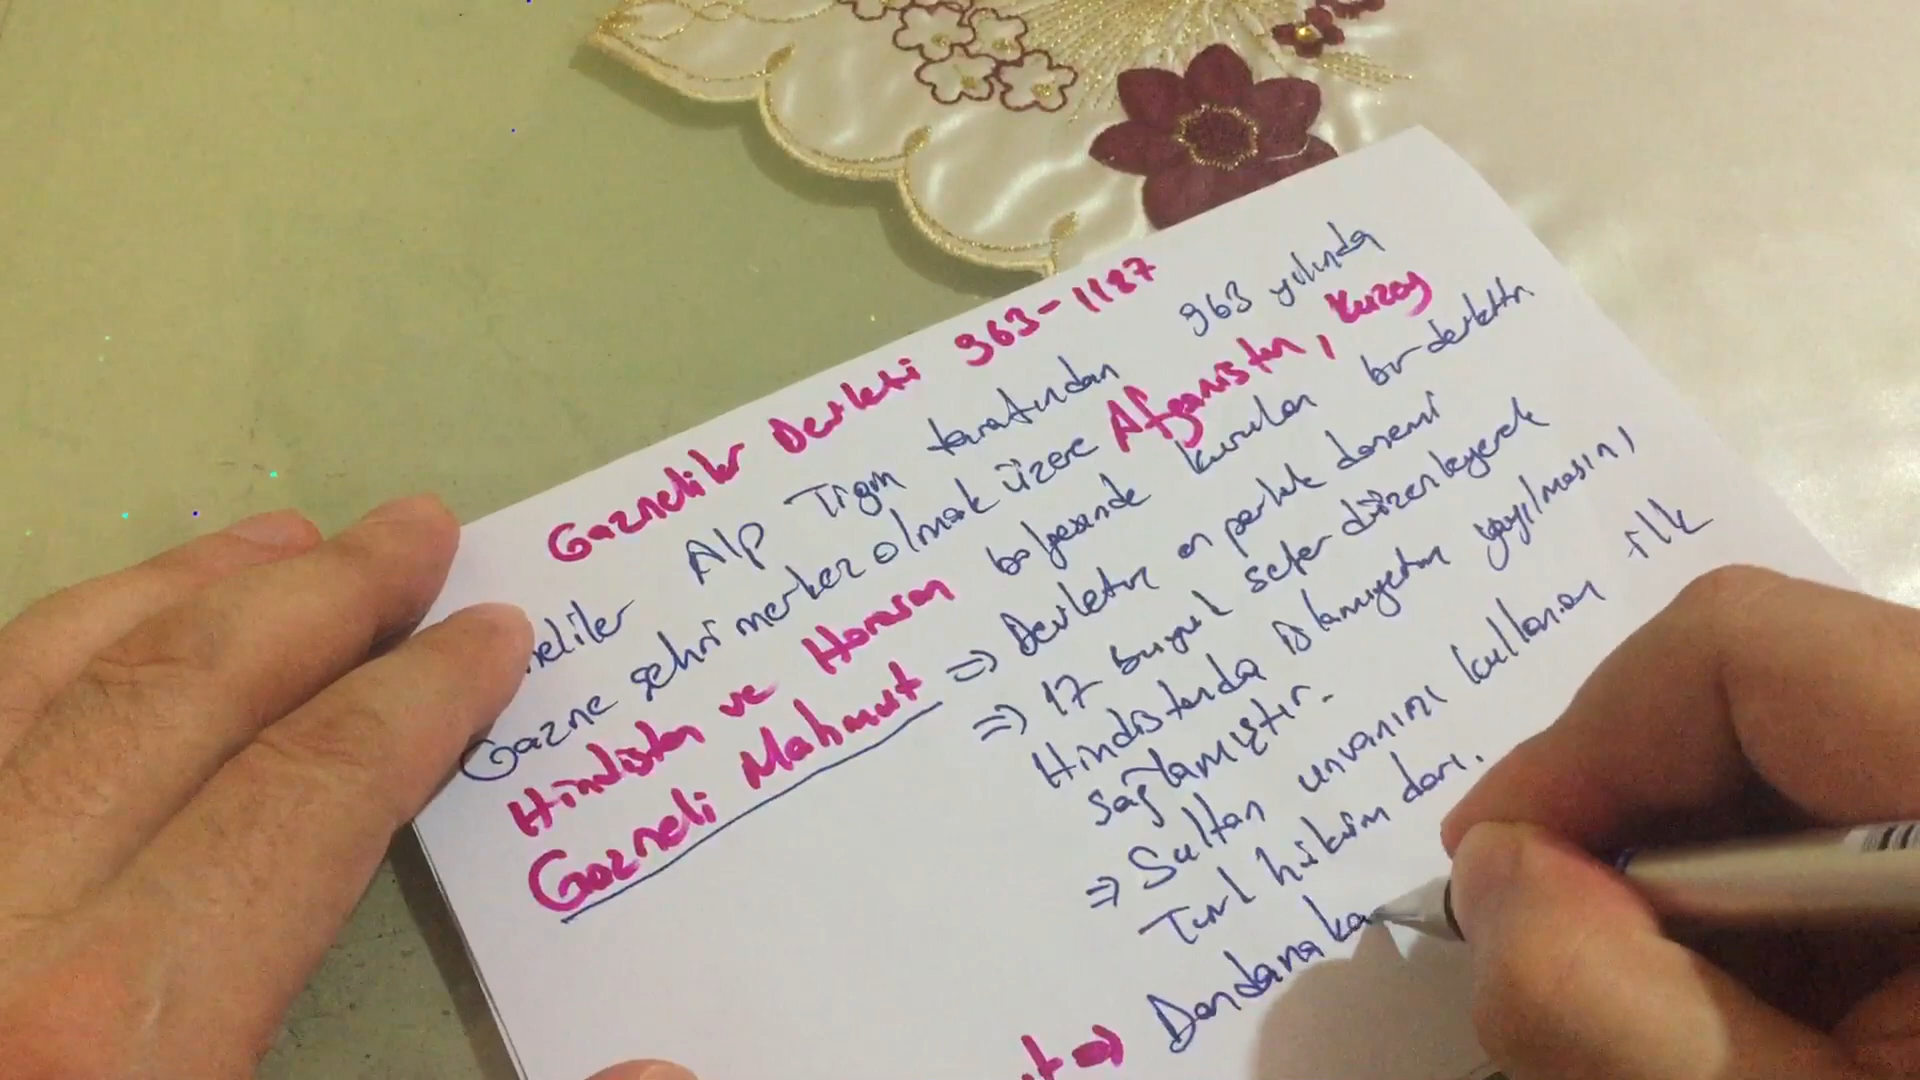 Gazneliler Devleti 963-1187
neliler Alp Tigin tarafından 963 yılında
Gazne şehri merkez olmak üzere Afganistan, Kuzey
Hindistan ve Horasan bölgesinde kurulan bir devlettir
Gazneli Mahmut => Devletin en parlak dönemi
=> 17 büyük sefer düzenleyerek
Hindistanda İslamiyetin yayılmasını,
sağlamıştır.
=> Sultan unvanını kullanan ilk
Türk hükümdarı.
=> Dandanaka